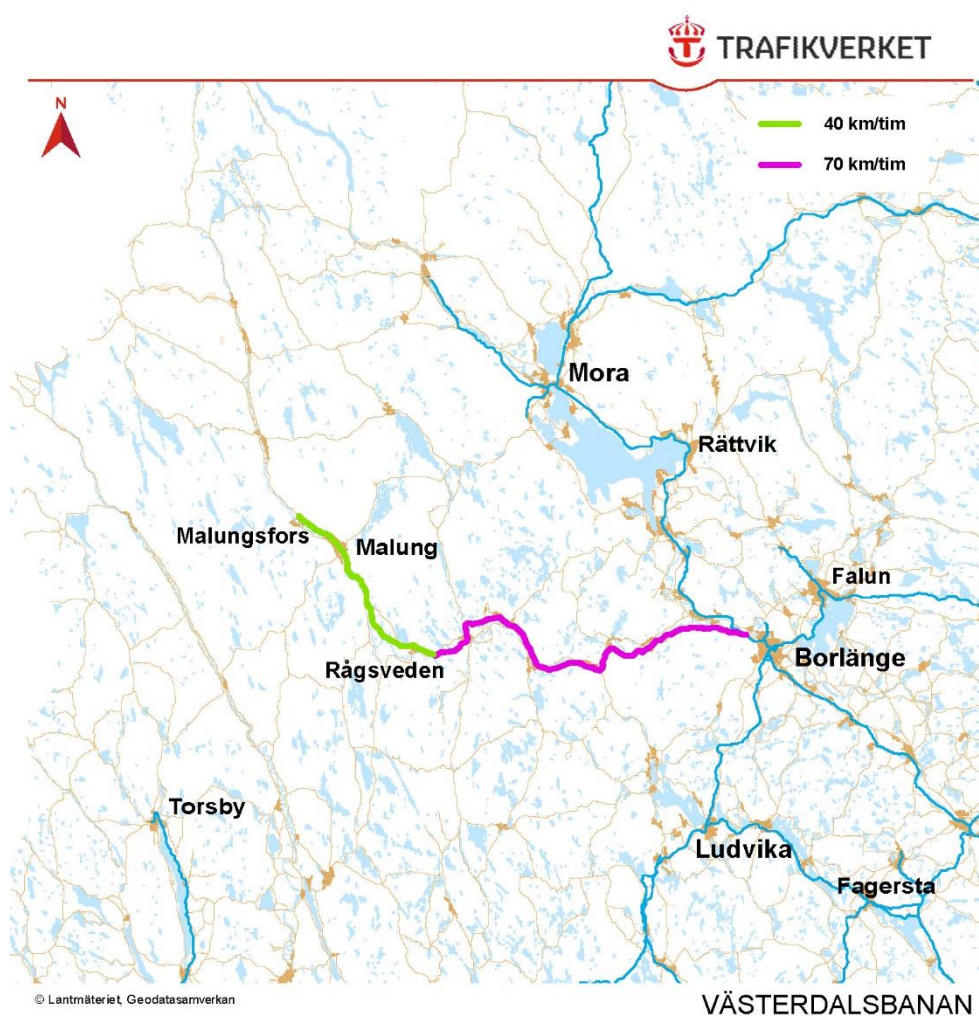 TRAFIKVERKET
N
40 km/tim
70 km/tim
Mora
Rättvik
Malungsfors
Malung
Falun
Rågsveden
Borlänge
Torsby
Ludvika
Fagersta
© Lantmäteriet, Geodatasamverkan
VÄSTERDALSBANAN